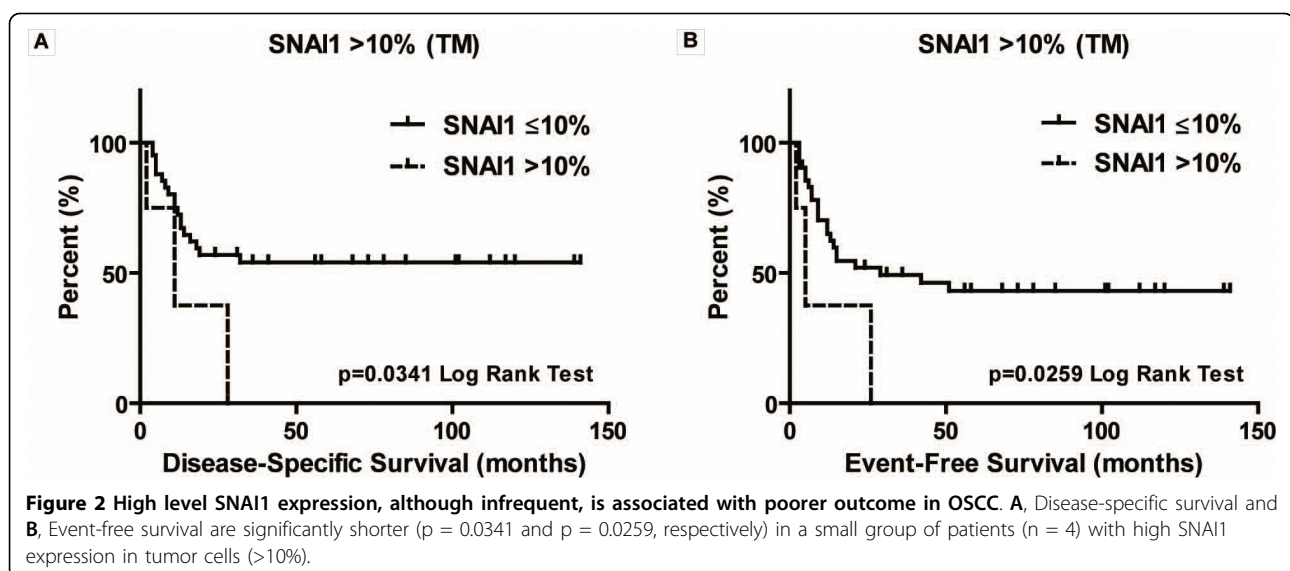 A
SNAI1 >10% (TM)
SNAI1 ≤10%
SNAI1 >10%
100
50
0
Percent (%)
p=0.0341 Log Rank Test
0 50 100 150
Disease-Specific Survival (months)
B
SNAI1 >10% (TM)
SNAI1 ≤10%
SNAI1 >10%
100
50
0
Percent (%)
p=0.0259 Log Rank Test
0 50 100 150
Event-Free Survival (months)
Figure 2 High level SNAI1 expression, although infrequent, is associated with poorer outcome in OSCC. A, Disease-specific survival and
B, Event-free survival are significantly shorter (p = 0.0341 and p = 0.0259, respectively) in a small group of patients (n = 4) with high SNAI1
expression in tumor cells (>10%).